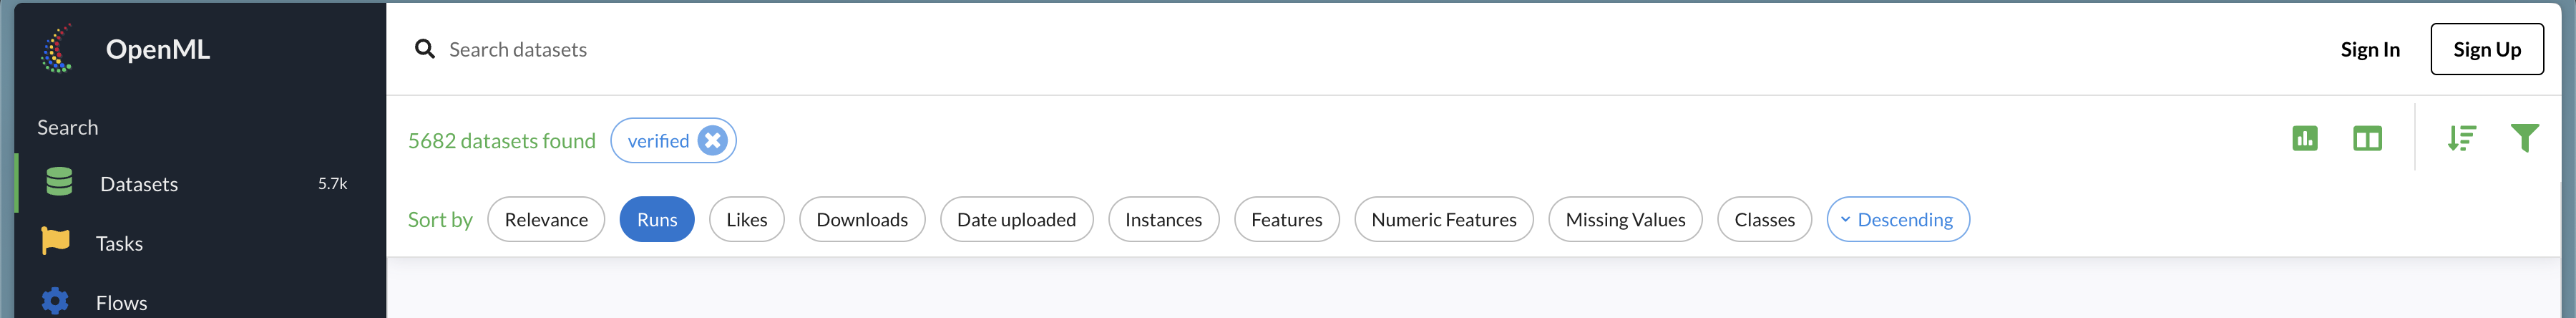 OpenML
Search
Datasets 5.7k
Tasks
Flows
Search datasets
Sign In Sign Up
5682 datasets found verified
Sort by Relevance Runs Likes Downloads Date uploaded Instances Features Numeric Features Missing Values Classes Descending